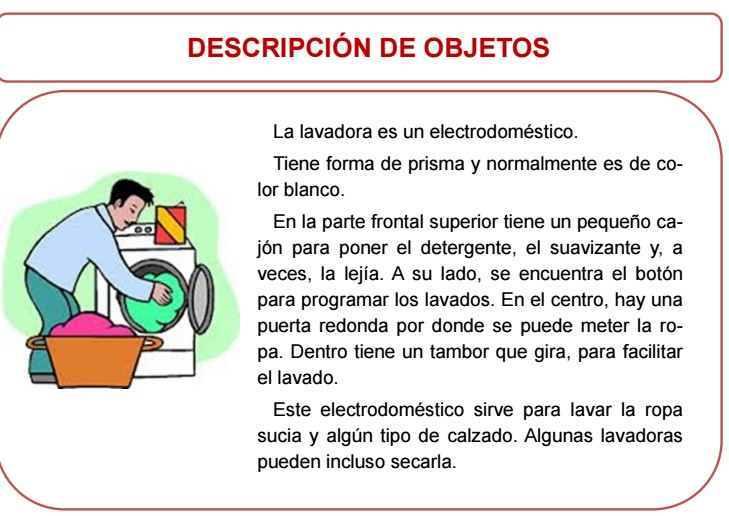 DESCRIPCIÓN DE OBJETOS
La lavadora es un electrodoméstico.
Tiene forma de prisma y normalmente es de co-
lor blanco.
En la parte frontal superior tiene un pequeño ca-
jón para poner el detergente, el suavizante y, a
veces, la lejía. A su lado, se encuentra el botón
para programar los lavados. En el centro, hay una
puerta redonda por donde se puede meter la ro-
pa. Dentro tiene un tambor que gira, para facilitar
el lavado.
Este electrodoméstico sirve para lavar la ropa
sucia y algún tipo de calzado. Algunas lavadoras
pueden incluso secarla.